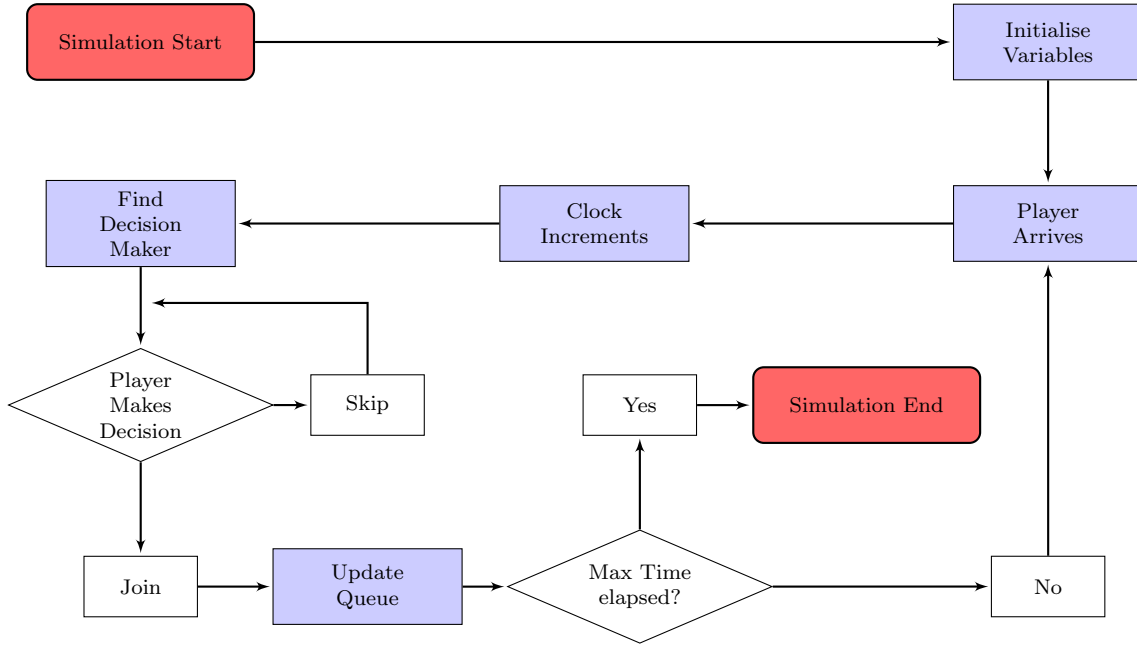 Simulation Start
Initialise
Variables
Find
Decision
Maker
Clock
Increments
Player
Arrives
Player
Makes
Decision
Skip
Yes
Simulation End
Join
Update
Queue
Max Time
elapsed?
No